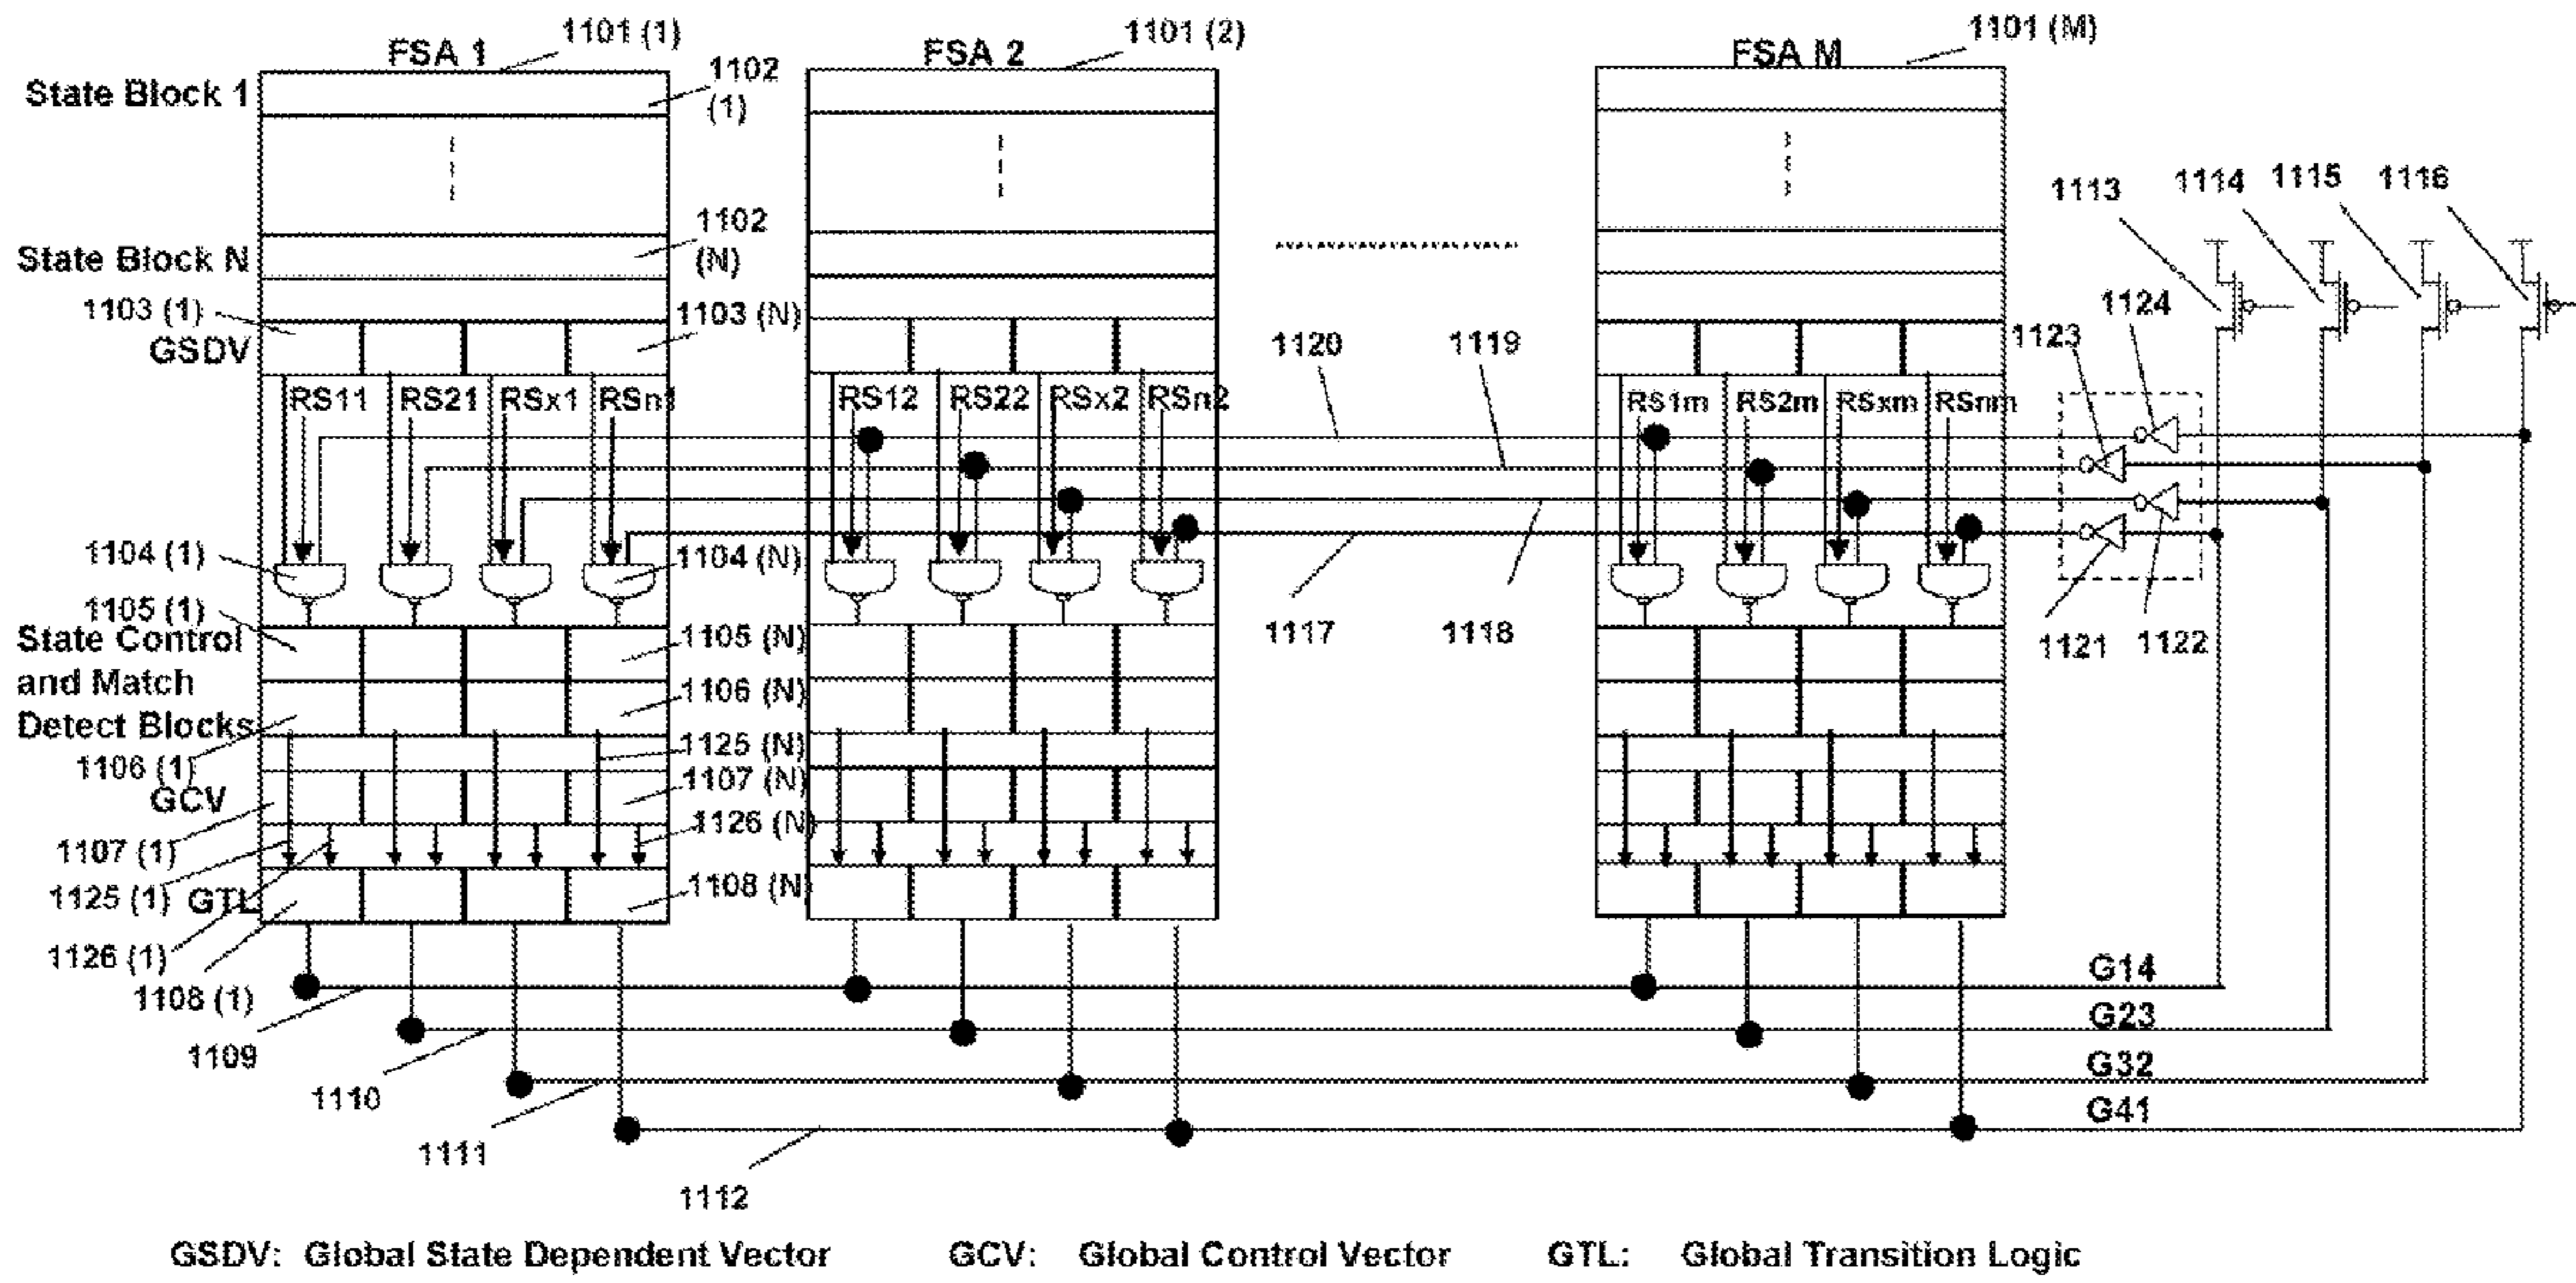 1101 (1)
1101 (2)
1101 (M)
FSA 1
FSA 2
FSA M
State Block 1
1102
(1)
1113
1114
1115
1116
State Block N
1102
(N)
1103 (1)
GSDV
1103 (N)
1120
1119
1123
1124
RS11 RS21 RSx1 RSn1
RS12 RS22 RSx2 RSn2
RS1m RS2m RSxm RSnm
1104 (1)
1104 (N)
1105 (1)
State Control
and Match
Detect Blocks
1105 (N)
1106 (N)
1117
1118
1121
1122
1106 (1)
1125 (N)
GCV
1107 (N)
1107 (1)
1126 (N)
1125 (1)
GTL
1108 (N)
1126 (1)
1108 (1)
G14
G23
G32
G41
1109
1110
1111
1112
GSDV: Global State Dependent Vector GCV: Global Control Vector GTL: Global Transition Logic